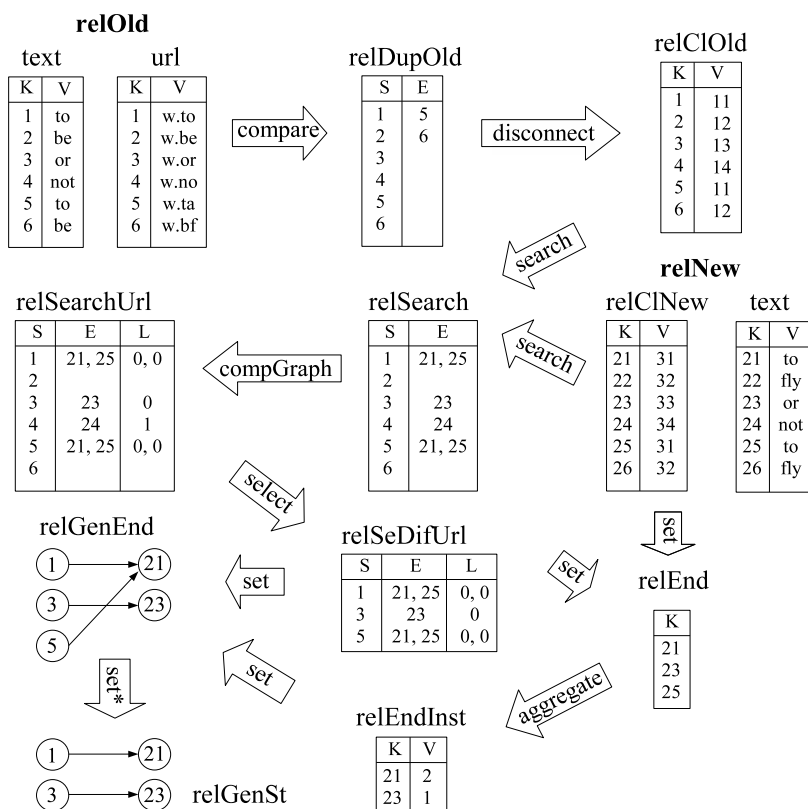 relOld
text url
K V K V
1 to 1 w.to
2 be 2 w.be
3 or 3 w.or
4 not 4 w.no
5 to 5 w.ta
6 be 6 w.bf
compare
relDupOld
S E
1 5
2 6
3
4
5
6
disconnect
relClOld
K V
1 11
2 12
3 13
4 14
5 11
6 12
search
relNew
relClNew text
K V K V
21 31 21 to
22 32 22 fly
23 33 23 or
24 34 24 not
25 31 25 to
26 32 26 fly
search
relSearch
S E
1 21, 25
2
3 23
4 24
5 21, 25
6
compGraph
relSearchUrl
S E L
1 21, 25 0, 0
2
3 23 0
4 24 1
5 21, 25 0, 0
6
select
relSeDifUrl
S E L
1 21, 25 0, 0
3 23 0
5 21, 25 0, 0
set
set
set
relEnd
K
21
23
25
aggregate
relEndInst
K V
21 2
23 1
set
relGenEnd
1 21
3 23
5
set*
1 21
3 23 relGenSt